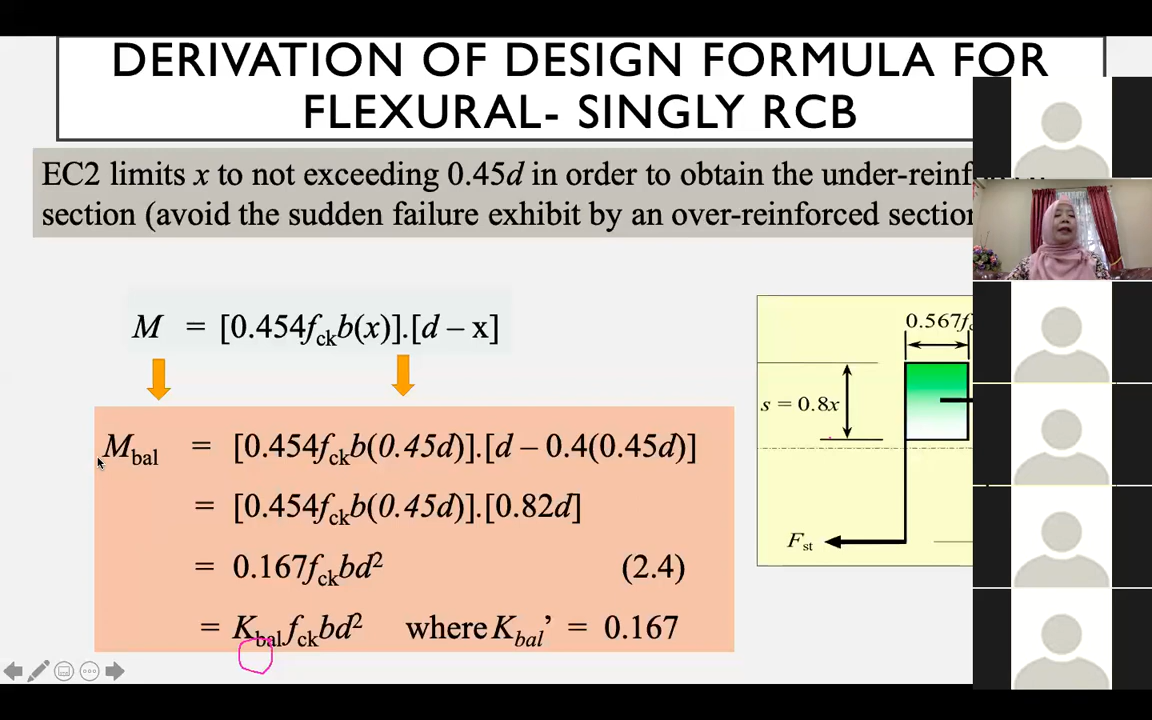 DERIVATION OF DESIGN FORMULA FOR
FLEXURAL- SINGLY RCB
EC2 limits x to not exceeding 0.45d in order to obtain the
section (avoid the sudden failure exhibit by an over-reinforced
M = [0.454fckb(x)].[d – x]
0.567f
s = 0.8x
Mbal = [0.454fckb(0.45d)].[d – 0.4(0.45d)]
= [0.454fckb(0.45d)].[0.82d]
Fst
= 0.167fckbd² (2.4)
= Kbalfckbd² where Kbal’ = 0.167